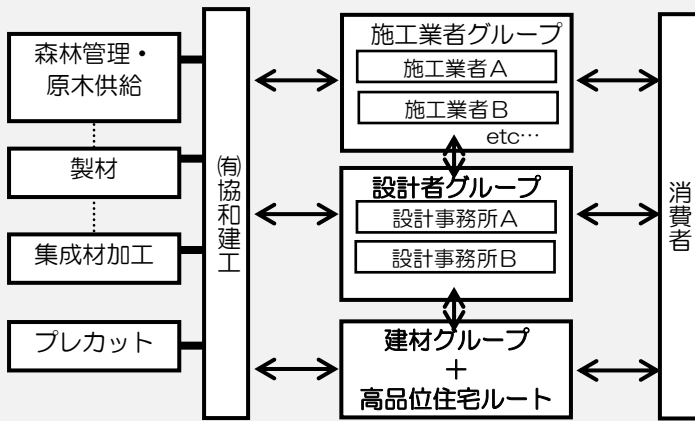 森林管理・
原木供給
製材
集成材加工
プレカット
㈲協和建工
施工業者グループ
施工業者A
施工業者B
etc…
設計者グループ
設計事務所A
設計事務所B
建材グループ
+
高品位住宅ルート
消費者